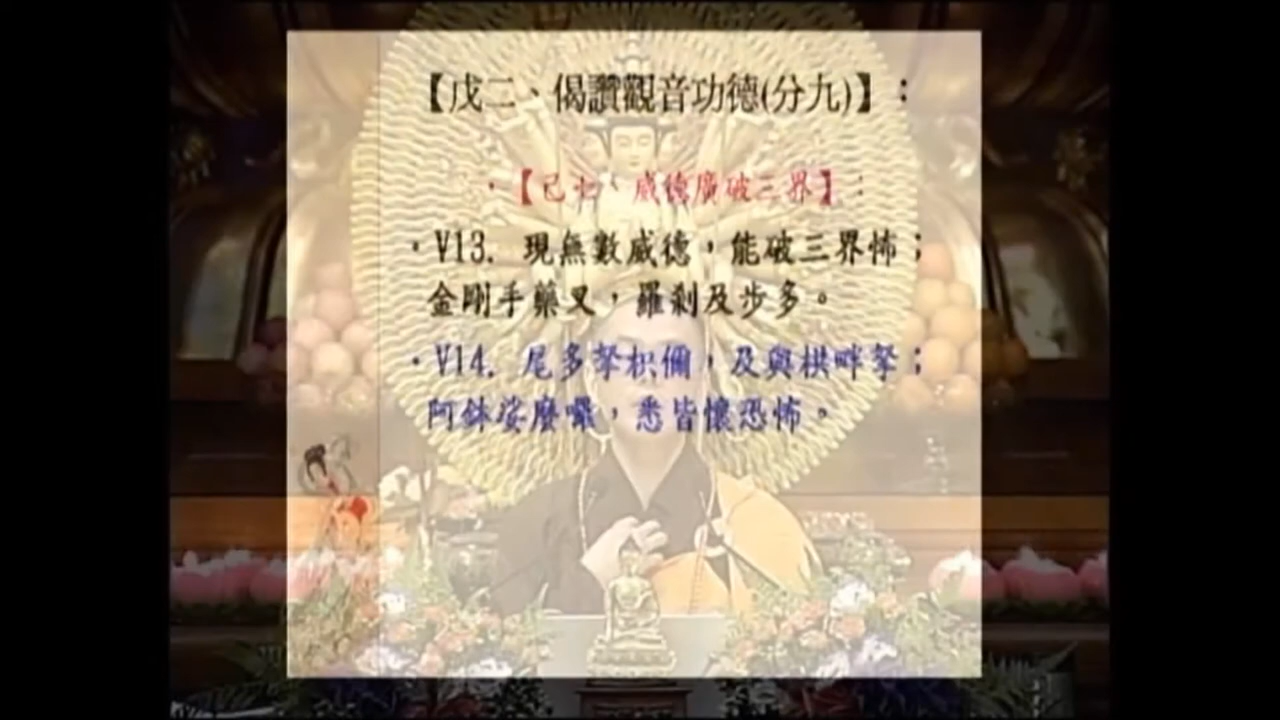 【戊二、偈讚觀音功德(分九)】：
·【己七、威德廣破三界】：
·V13. 現無數威德，能破三界怖；
金剛手藥叉，羅剎及步多。
·V14. 尾多拏枳儞，及與栱畔拏；
阿鉢娑麼囉，悉皆懷恐怖。